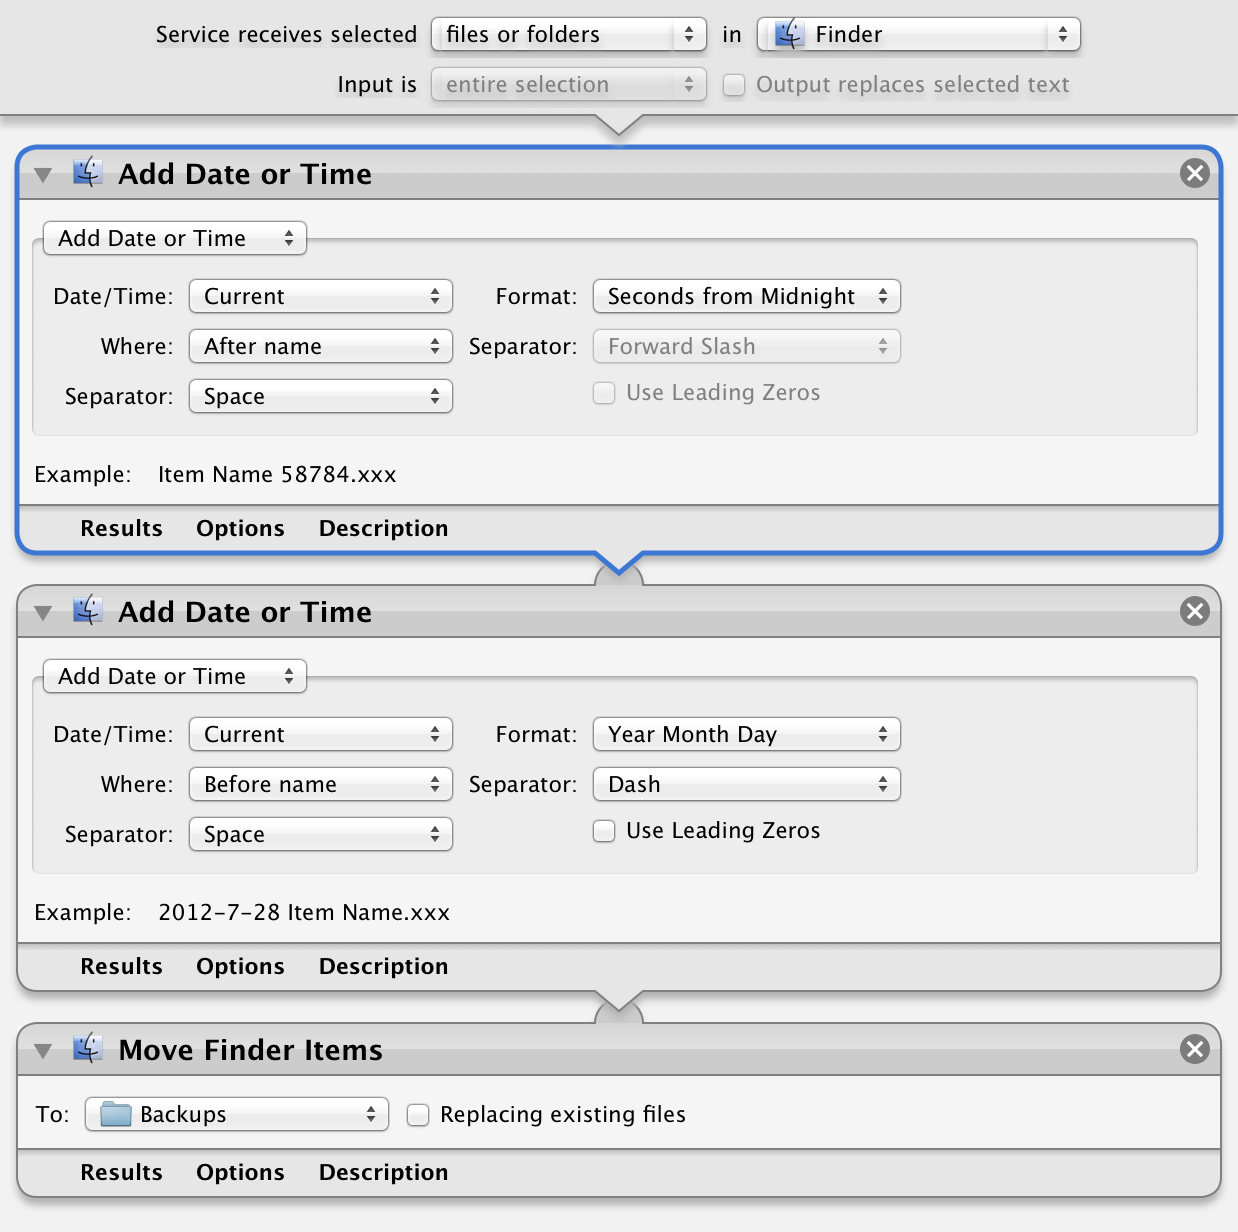 Service receives selected files or folders in Finder
Input is entire selection Output replaces selected text
Add Date or Time
Add Date or Time
Date/Time: Current Format: Seconds from Midnight
Where: After name Separator: Forward Slash
Separator: Space Use Leading Zeros
Example: Item Name 58784.xxx
Results Options Description
Add Date or Time
Add Date or Time
Date/Time: Current Format: Year Month Day
Where: Before name Separator: Dash
Separator: Space Use Leading Zeros
Example: 2012-7-28 Item Name.xxx
Results Options Description
Move Finder Items
To: Backups Replacing existing files
Results Options Description